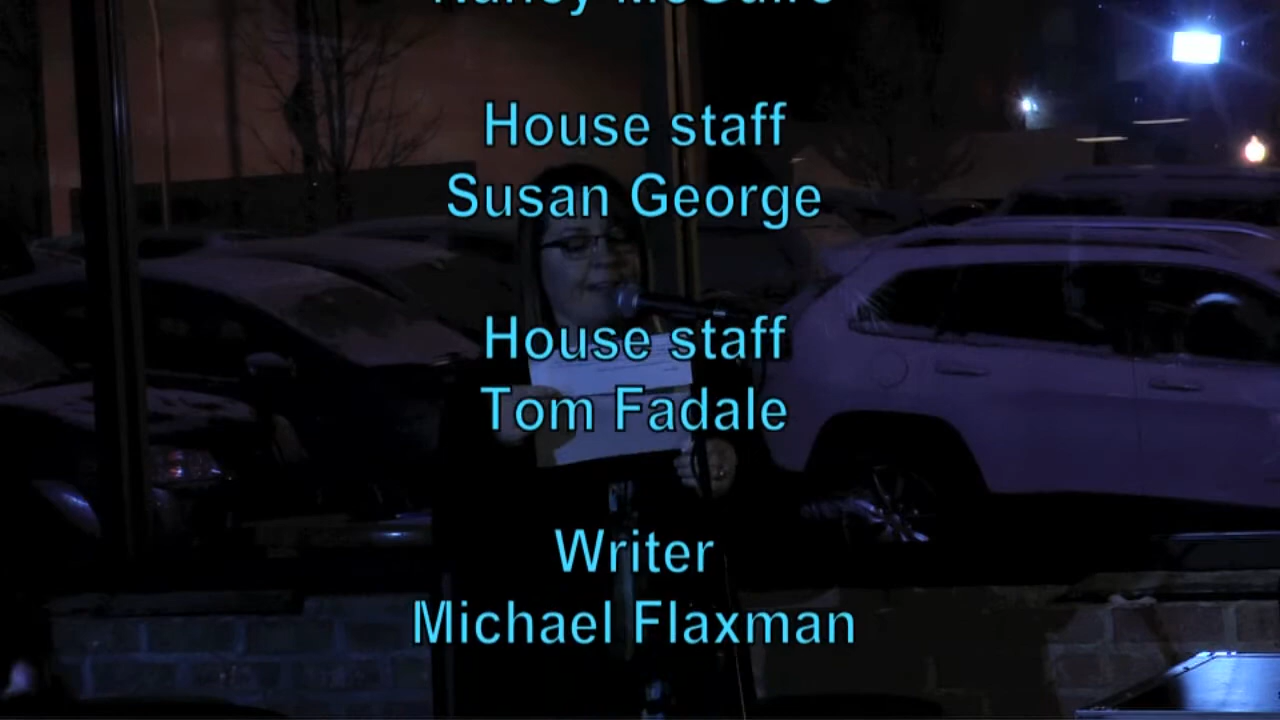 House staff
Susan George
House staff
Tom Fadale
Writer
Michael Flaxman